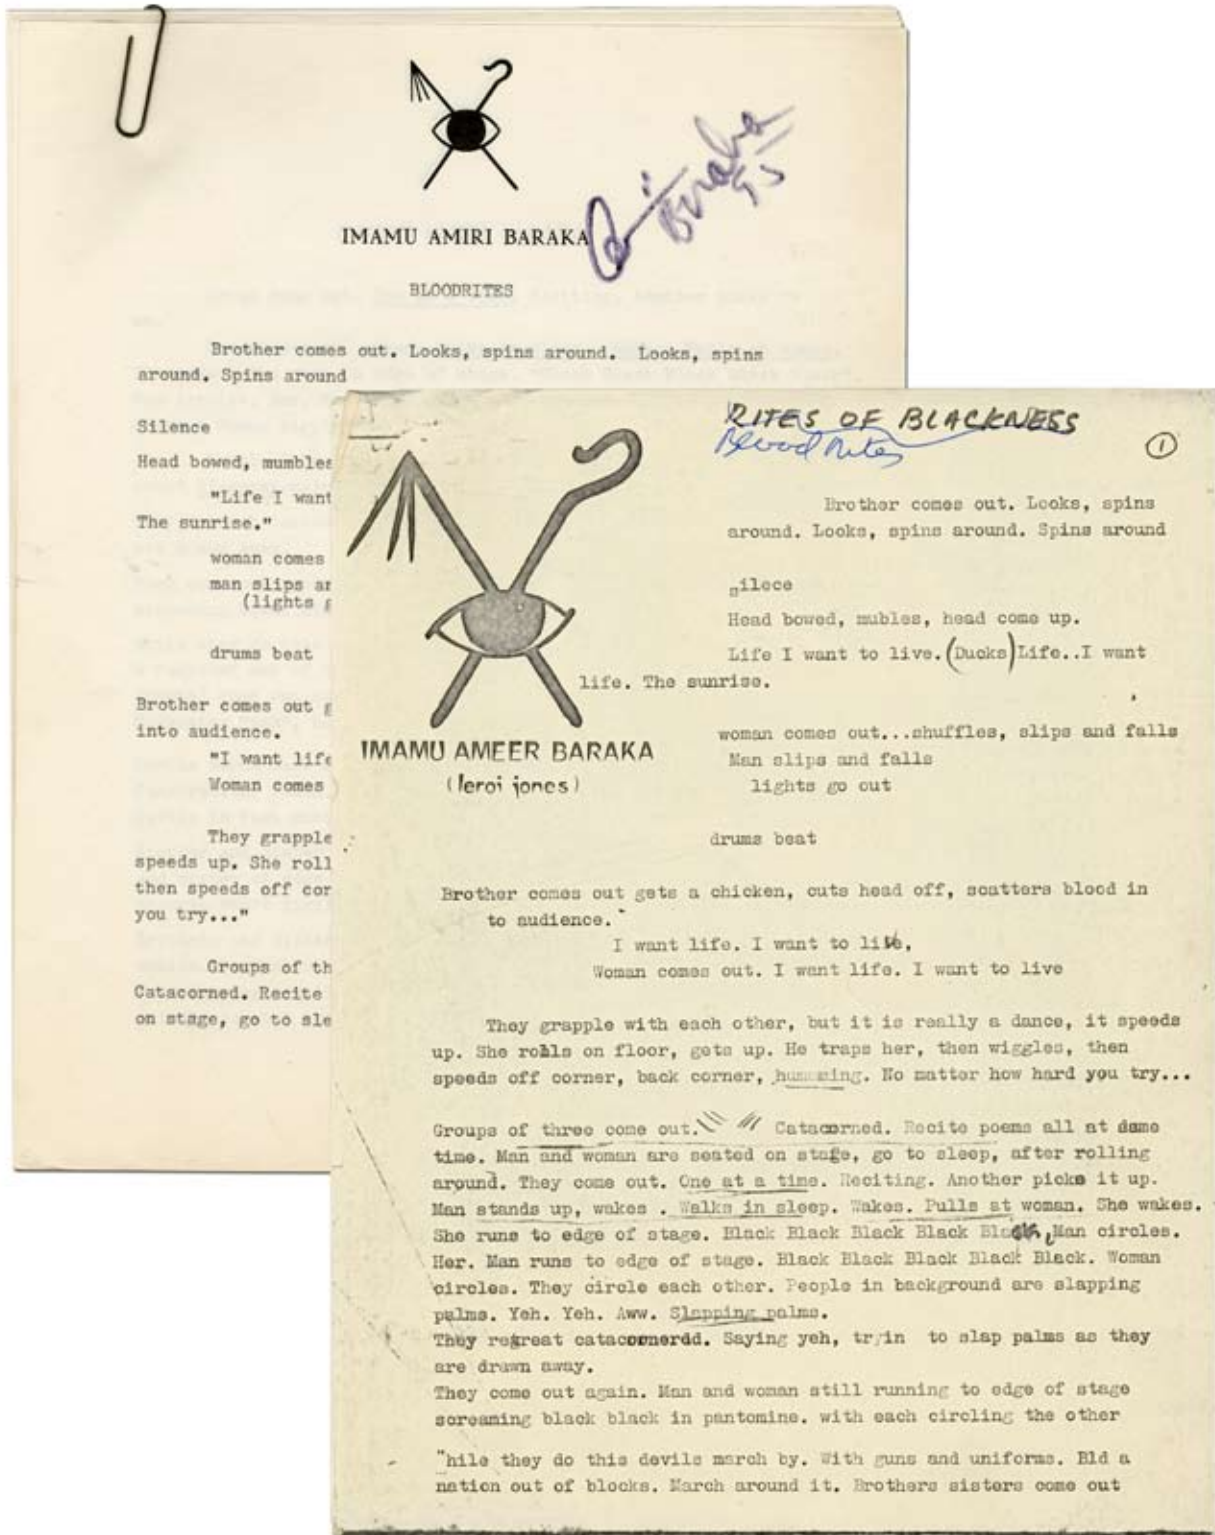 IMAMU AMIRI BARAKA
Baraka
95
BLOODRITES
Brother comes out. Looks, spins around. Looks, spins
around. Spins around
Silence
Head bowed, mumbles
"Life I want
The sunrise."
woman comes
man slips
(lights
drums beat
Brother comes out
into audience.
"I want life
Woman comes
They grapple
speeds up. She roll
then speeds off
you try..."
Groups of
Catacorned. Recite
on stage, go to
RITES OF BLACKNESS
Blood Rites
1
IMAMU AMEER BARAKA
(leroi jones)
Brother comes out. Looks, spins
around. Looks, spins around. Spins around
silece
Head bowed, mubles, head come up.
Life I want to live. (Ducks) Life..I want
life. The sunrise.
woman comes out...shuffles, slips and falls
Man slips and falls
lights go out
drums beat
Brother comes out gets a chicken, cuts head off, scatters blood in
to audience.
I want life. I want to live,
Woman comes out. I want life. I want to live
They grapple with each other, but it is really a dance, it speeds
up. She rolls on floor, gets up. He traps her, then wiggles, then
speeds off corner, back corner, humming. No matter how hard you try...
Groups of three come out. Catacorned. Recite poems all at dame
time. Man and woman are seated on stage, go to sleep, after rolling
around. They come out. One at a time. Reciting. Another picks it up.
Man stands up, wakes . Walks in sleep. Wakes. Pulls at woman. She wakes.
She runs to edge of stage. Black Black Black Black Black, Man circles.
Her. Man runs to edge of stage. Black Black Black Black Black. Woman
circles. They circle each other. People in background are slapping
palms. Yeh. Yeh. Aww. Slapping palms.
They regreat catacornerdd. Saying yeh, tryin to slap palms as they
are drawn away.
They come out again. Man and woman still running to edge of stage
screaming black black in pantomine. with each circling the other
"hile they do this devils march by. With guns and uniforms. Bld a
nation out of blocks. March around it. Brothers sisters come out